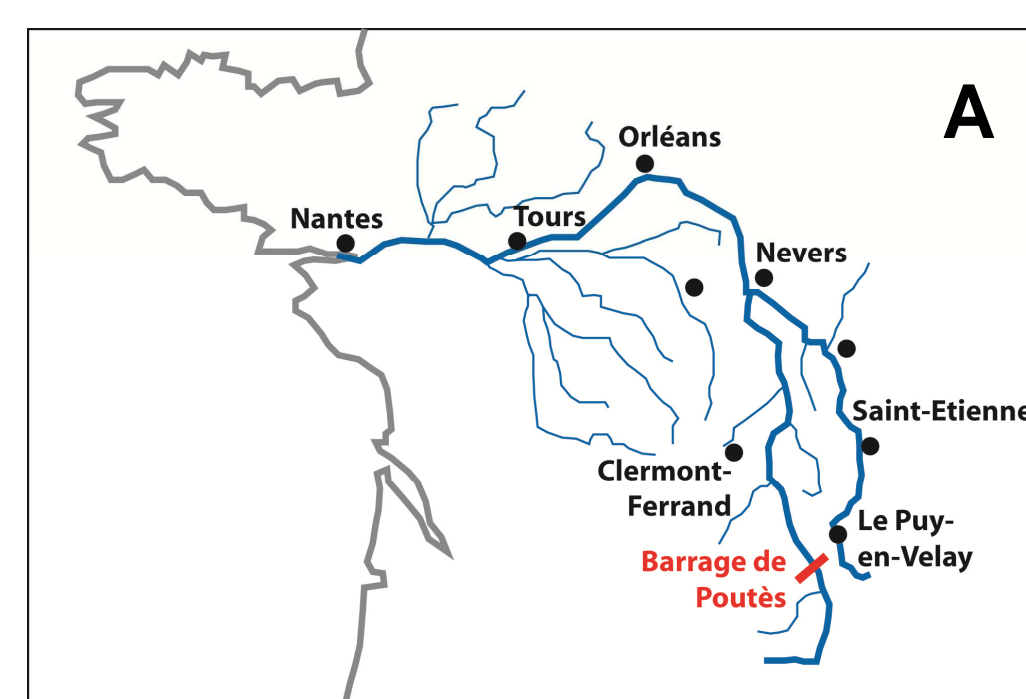 A
Orléans
Nantes
Tours
Nevers
Saint-Etienne
Clermont-
Ferrand
Le Puy-
en-Velay
Barrage de
Poutès